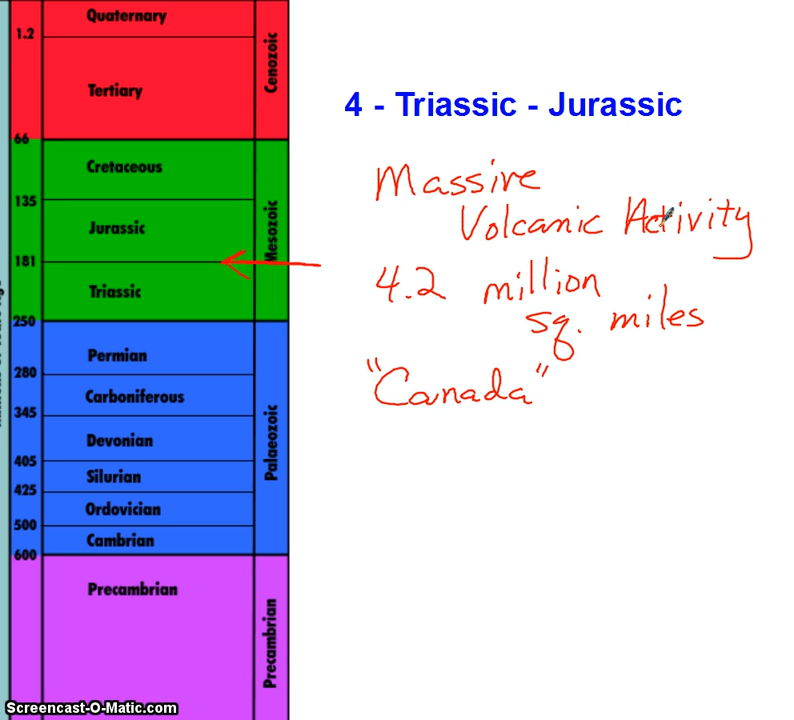 Quaternary
1.2
Tertiary
Cenozoic
66
Cretaceous
135
Jurassic
Mesozoic
181
Triassic
250
Permian
280
Carboniferous
345
Devonian
Palaeozoic
405
Silurian
425
Ordovician
500
Cambrian
600
Precambrian
Precambrian
4 - Triassic - Jurassic
Massive
Volcanic Activity
4.2 million
sq. miles
"Canada"
Screencast-O-Matic.com